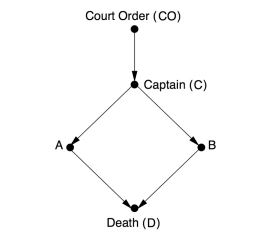 Court Order (CO)
Captain (C)
A
B
Death (D)